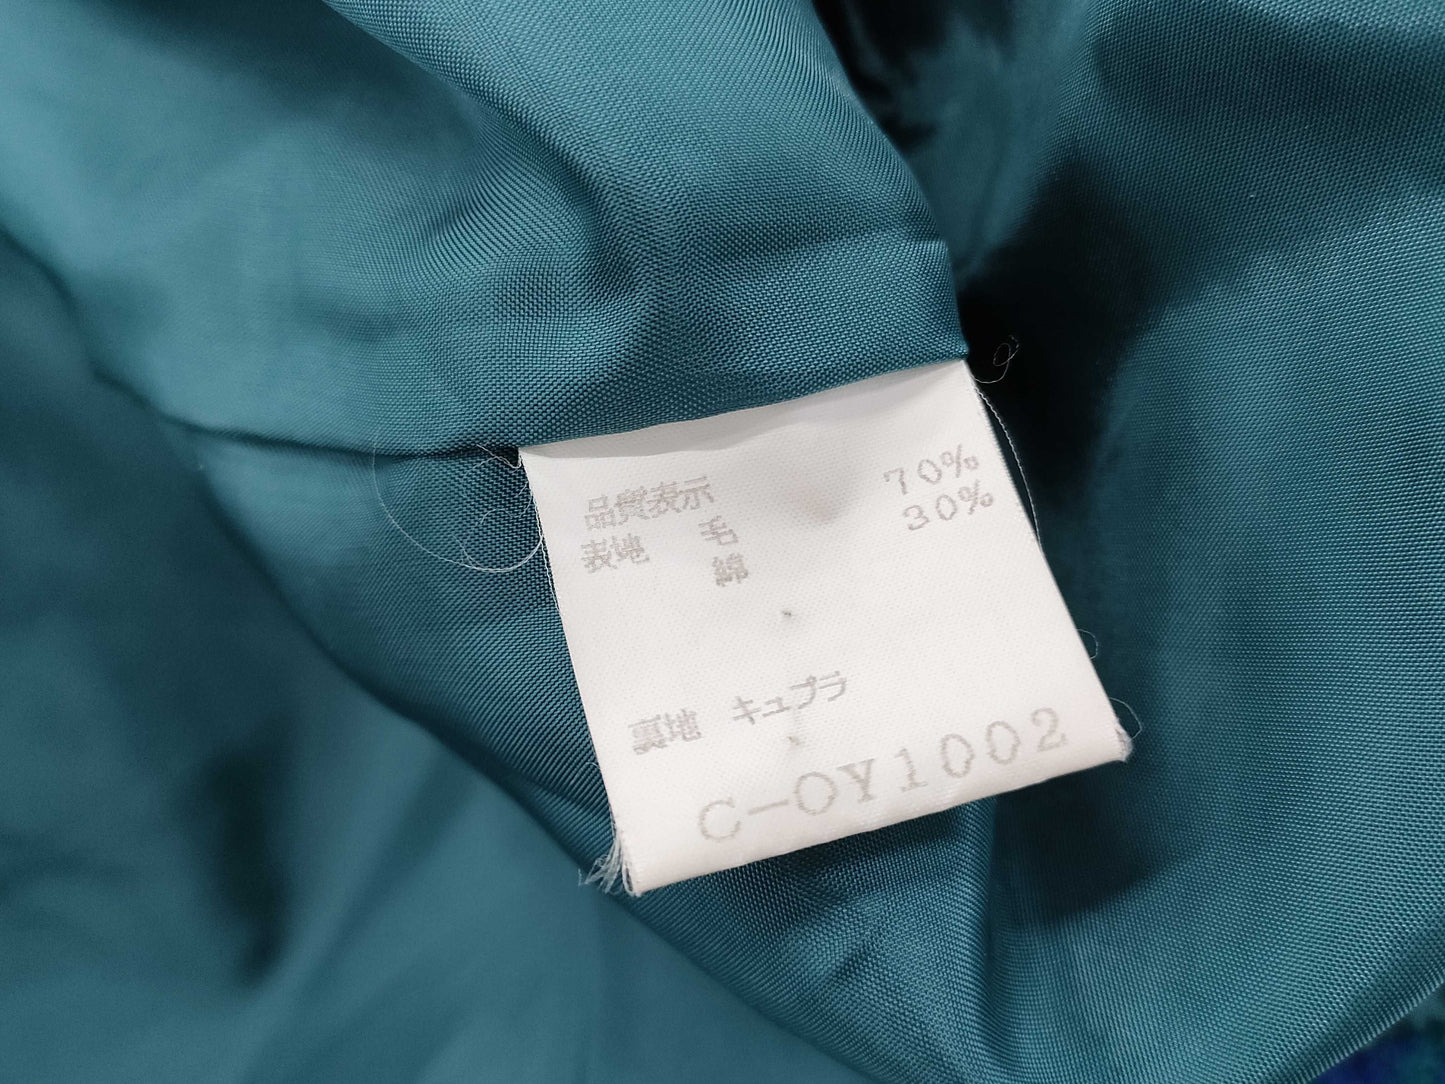 品質表示
表地 毛 70%
綿 30%
裏地 キュプラ
C-OY1002